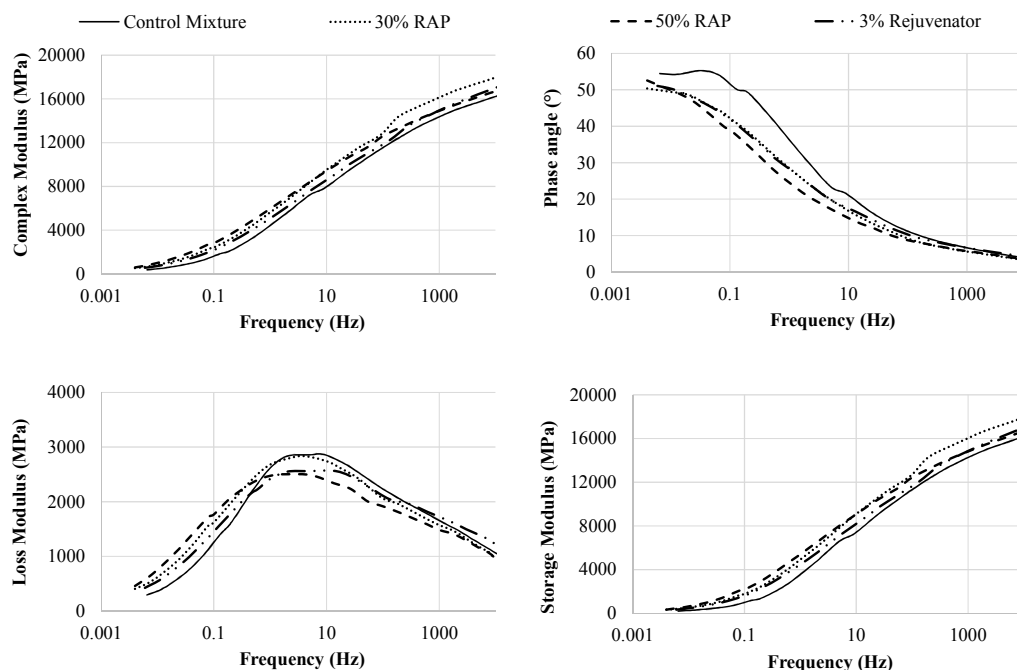 Control Mixture 30% RAP 50% RAP 3% Rejuvenator
Complex Modulus (MPa)
20000
16000
12000
8000
4000
0
0.001 0.1 10 1000
Frequency (Hz)
Phase angle (°)
60
50
40
30
20
10
0
0.001 0.1 10 1000
Frequency (Hz)
Loss Modulus (MPa)
4000
3000
2000
1000
0
0.001 0.1 10 1000
Frequency (Hz)
Storage Modulus (MPa)
20000
16000
12000
8000
4000
0
0.001 0.1 10 1000
Frequency (Hz)